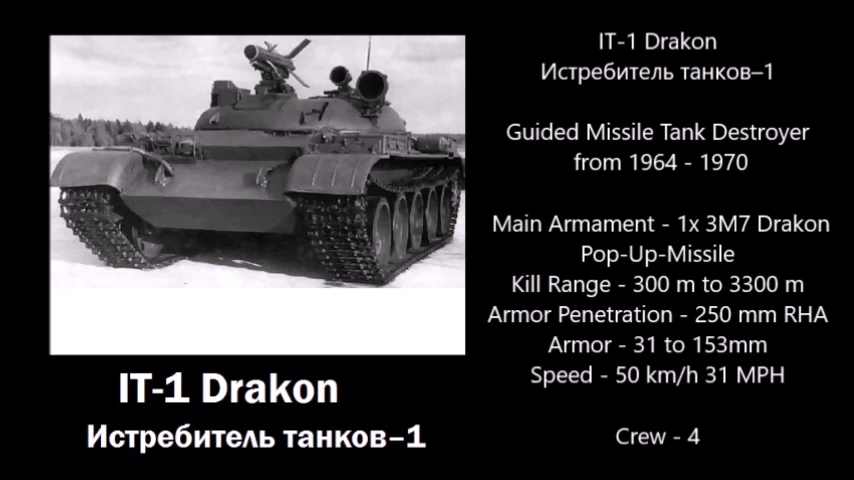 IT-1 Drakon
Истребитель танков–1
IT-1 Drakon
Истребитель танков–1
Guided Missile Tank Destroyer
from 1964 - 1970
Main Armament - 1x 3M7 Drakon
Pop-Up-Missile
Kill Range - 300 m to 3300 m
Armor Penetration - 250 mm RHA
Armor - 31 to 153mm
Speed - 50 km/h 31 MPH
Crew - 4